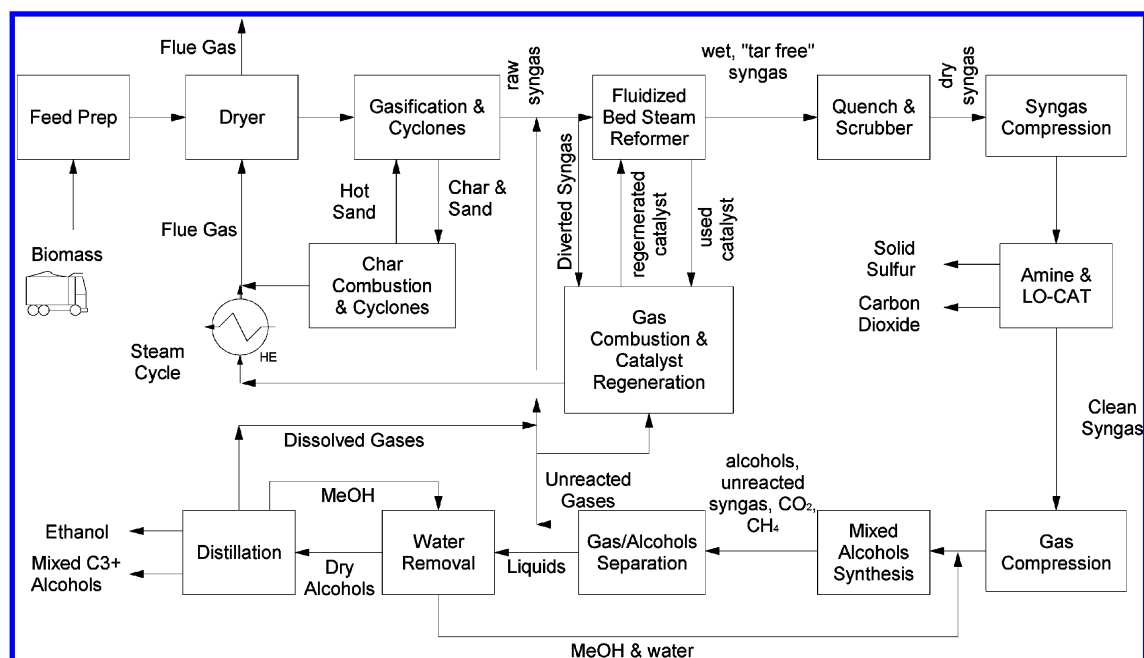 Flue Gas
Feed Prep
Dryer
Gasification &
Cyclones
raw
syngas
Fluidized
Bed Steam
Reformer
wet, "tar free"
syngas
Quench &
Scrubber
dry
syngas
Syngas
Compression
Hot
Sand
Char &
Sand
Diverted Syngas
regernerated
catalyst
used
catalyst
Flue Gas
Biomass
Char
Combustion
& Cyclones
Solid
Sulfur
Carbon
Dioxide
Amine &
LO-CAT
HE
Steam
Cycle
Gas
Combustion &
Catalyst
Regeneration
Clean
Syngas
Dissolved Gases
MeOH
Unreacted
Gases
alcohols,
unreacted
syngas, CO₂,
CH₄
Ethanol
Mixed C3+
Alcohols
Distillation
Dry
Alcohols
Water
Removal
Liquids
Gas/Alcohols
Separation
Mixed
Alcohols
Synthesis
Gas
Compression
MeOH & water